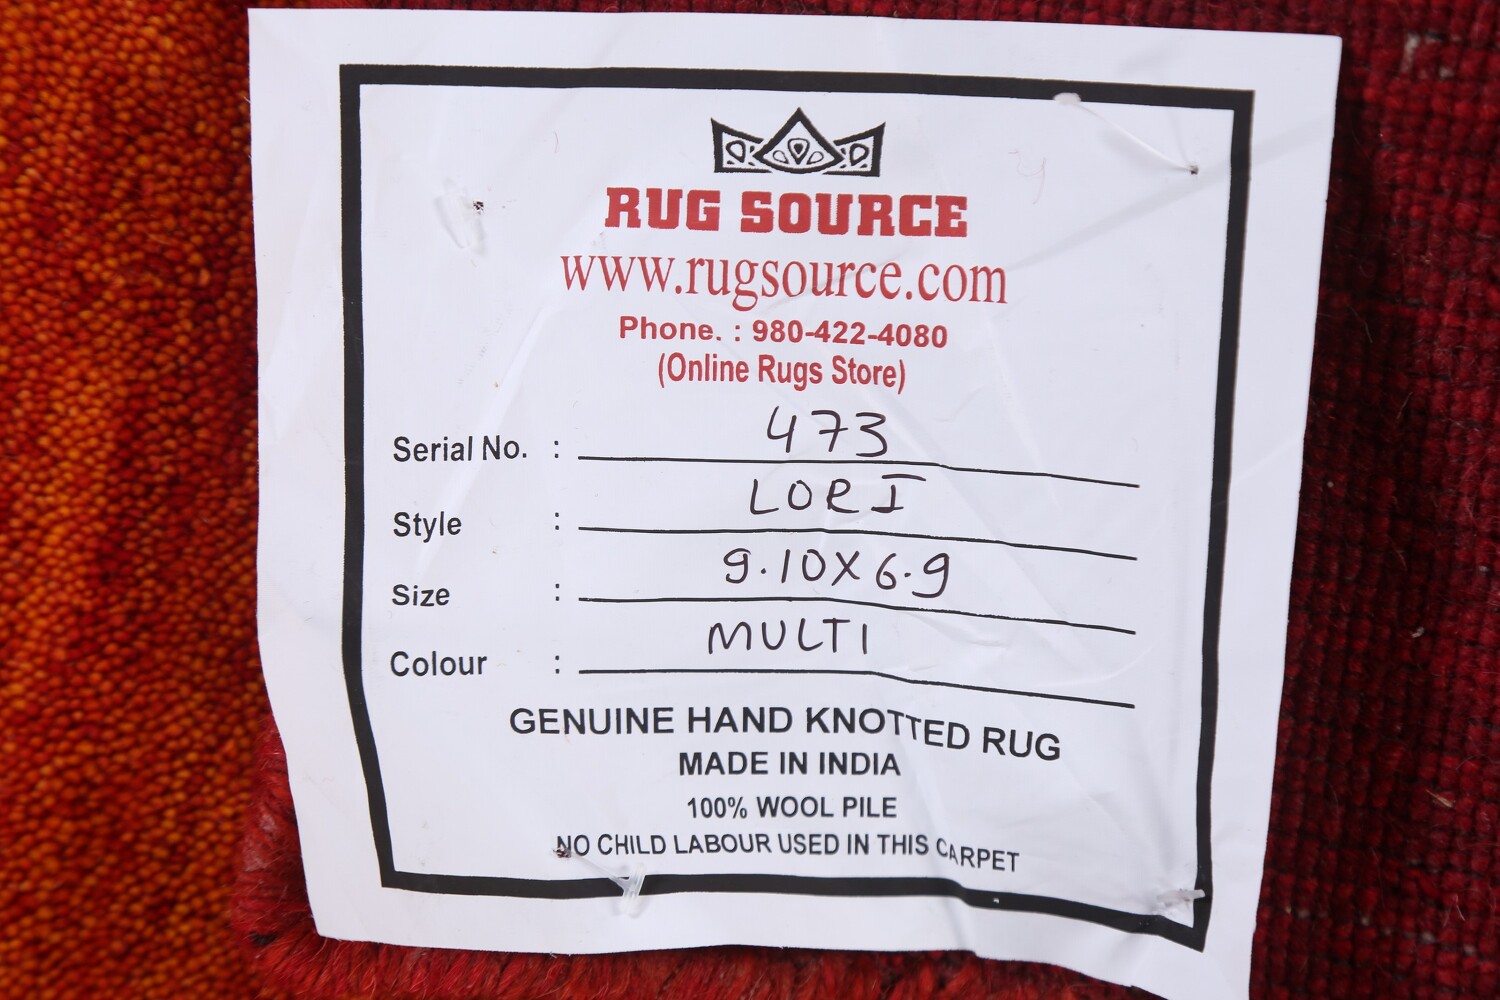 RUG SOURCE
www.rugsource.com
Phone. : 980-422-4080
(Online Rugs Store)
Serial No. : 473
Style : LORI
Size : 9.10X6.9
Colour : MULTI
GENUINE HAND KNOTTED RUG
MADE IN INDIA
100% WOOL PILE
NO CHILD LABOUR USED IN THIS CARPET